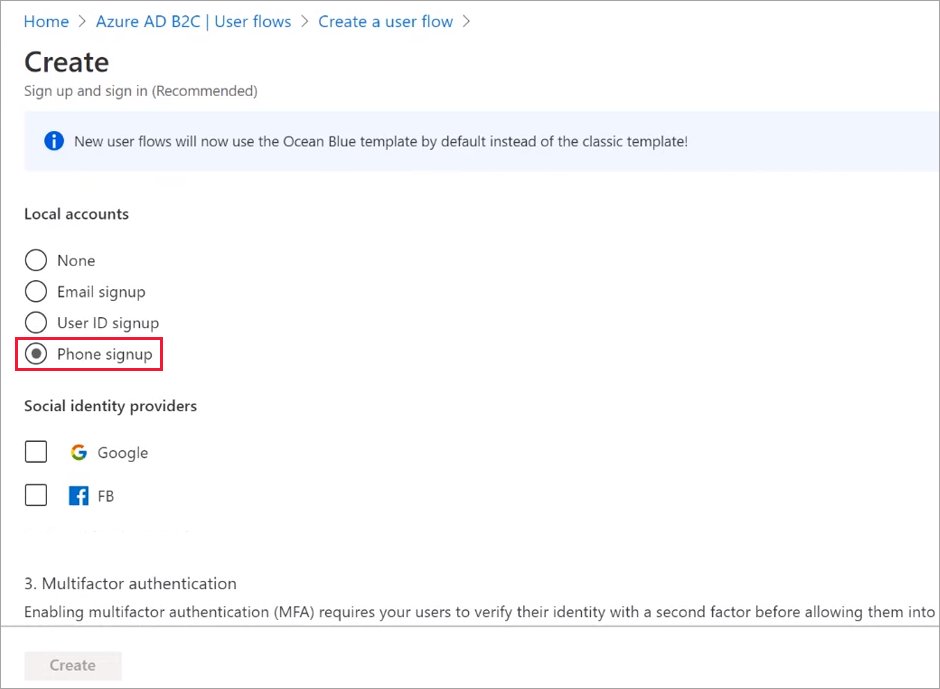 Home > Azure AD B2C | User flows > Create a user flow >
Create
Sign up and sign in (Recommended)
New user flows will now use the Ocean Blue template by default instead of the classic template!
Local accounts
None
Email signup
User ID signup
Phone signup
Social identity providers
Google
FB
3. Multifactor authentication
Enabling multifactor authentication (MFA) requires your users to verify their identity with a second factor before allowing them into
Create